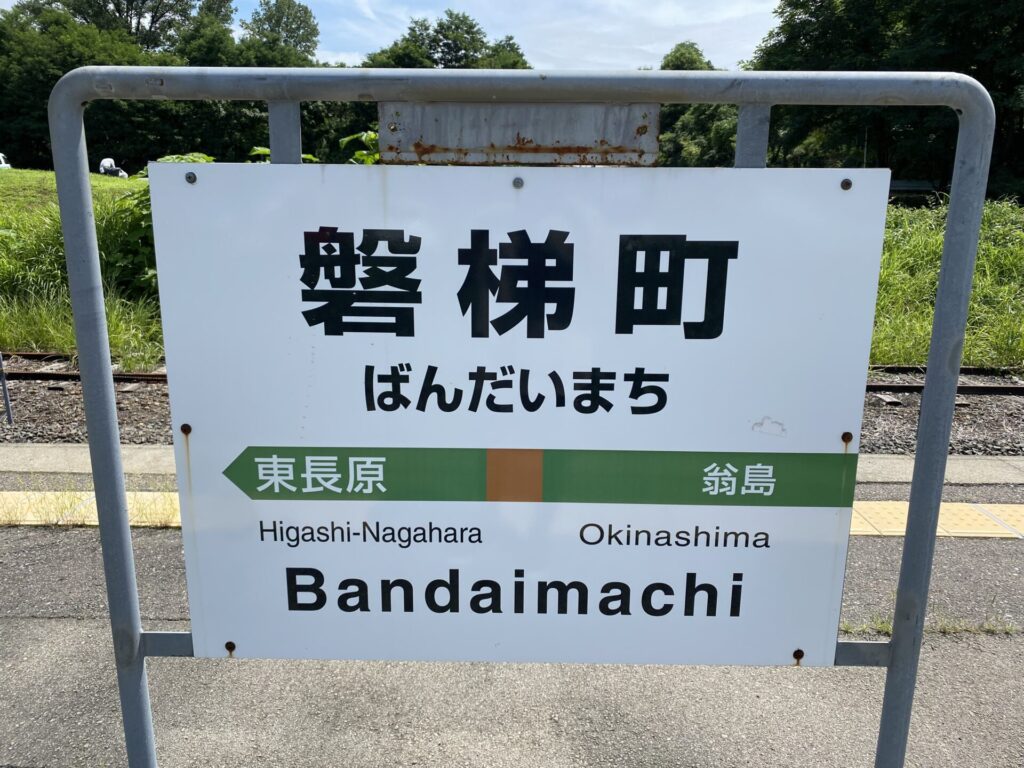 磐梯町
ばんだいまち
東長原 翁島
Higashi-Nagahara Okinashima
Bandaimachi